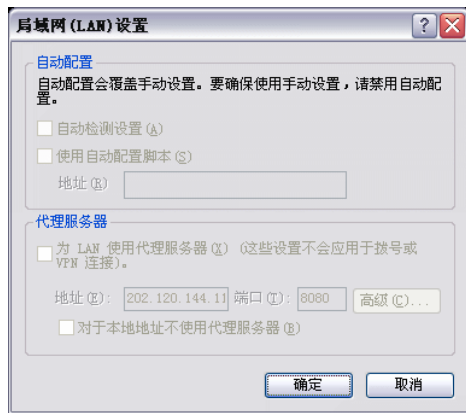 局域网(LAN)设置
自动配置
自动配置会覆盖手动设置。要确保使用手动设置，请禁用自动配
置。
自动检测设置(A)
使用自动配置脚本(S)
地址(R)
代理服务器
为 LAN 使用代理服务器(X) (这些设置不会应用于拨号或
VPN 连接)。
地址(E): 202.120.144.11 端口(T): 8080 高级(C)...
对于本地地址不使用代理服务器(B)
确定 取消